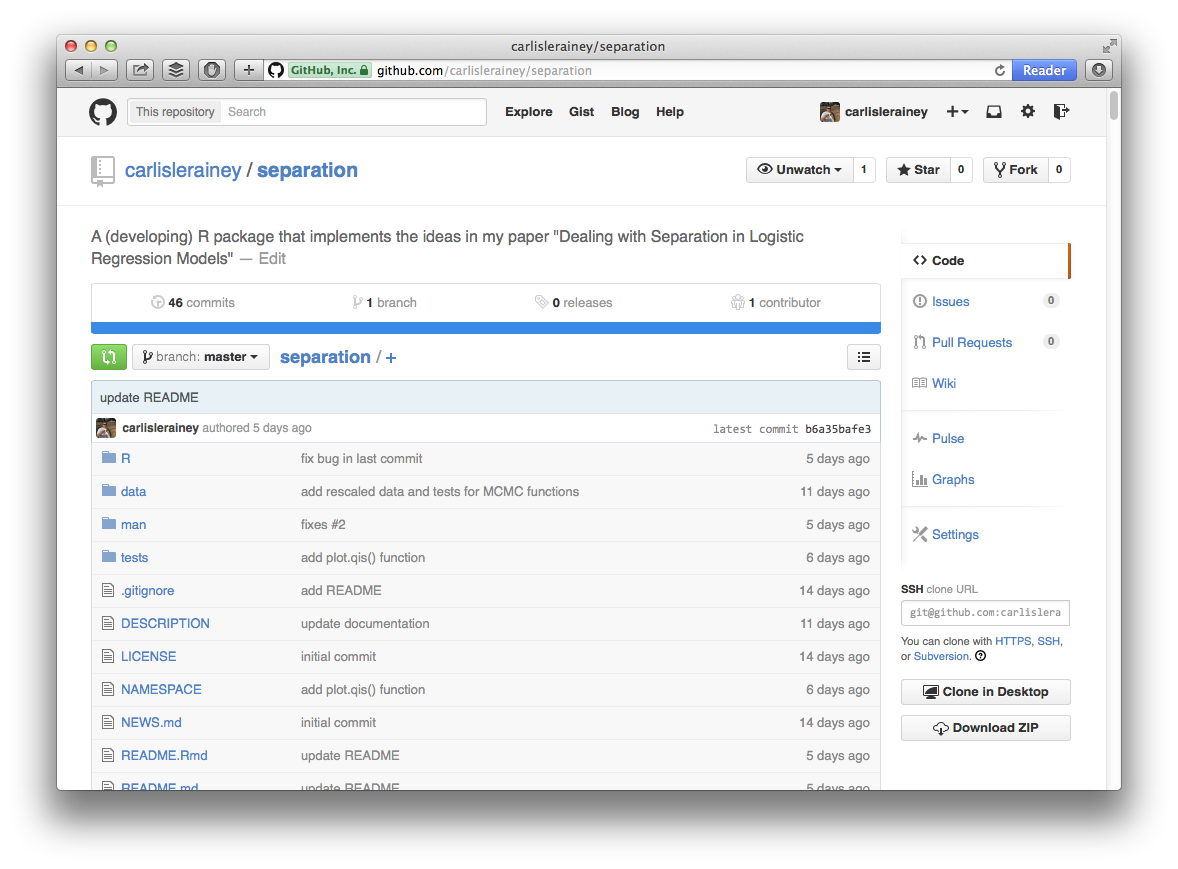 carlislerainey/separation
GitHub, Inc. github.com/carlislerainey/separation Reader
This repository Search Explore Gist Blog Help carlislerainey
carlislerainey / separation Unwatch 1 Star 0 Fork 0
A (developing) R package that implements the ideas in my paper "Dealing with Separation in Logistic
Regression Models" — Edit
46 commits 1 branch 0 releases 1 contributor
branch: master separation / +
update README
carlislerainey authored 5 days ago latest commit b6a35bafe3
R fix bug in last commit 5 days ago
data add rescaled data and tests for MCMC functions 11 days ago
man fixes #2 5 days ago
tests add plot.qis() function 6 days ago
.gitignore add README 14 days ago
DESCRIPTION update documentation 11 days ago
LICENSE initial commit 14 days ago
NAMESPACE add plot.qis() function 6 days ago
NEWS.md initial commit 14 days ago
README.Rmd update README 5 days ago
README.md update README 5 days ago
Code
Issues 0
Pull Requests 0
Wiki
Pulse
Graphs
Settings
SSH clone URL
git@github.com:carlislera
You can clone with HTTPS, SSH,
or Subversion.
Clone in Desktop
Download ZIP